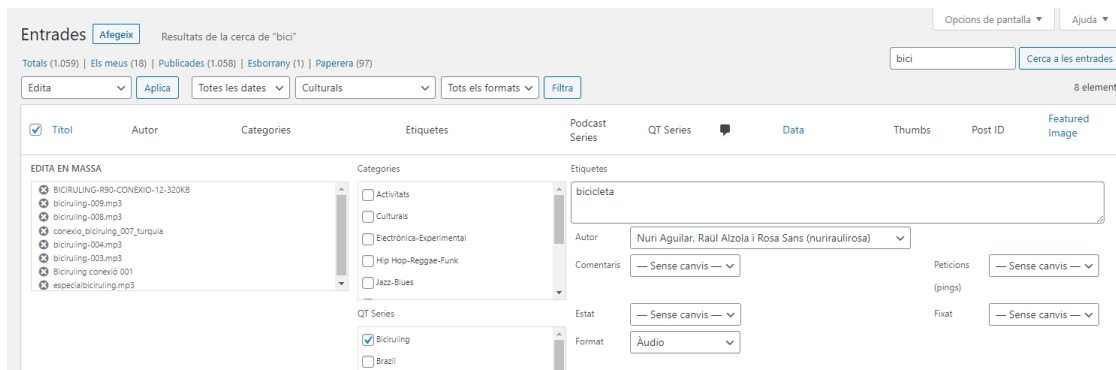 Opcions de pantalla ▼ Ajuda ▼
Entrades Afegeix Resultats de la cerca de "bici"
Totals (1.059) | Els meus (18) | Publicades (1.058) | Esborrany (1) | Paperera (97)
bici Cerca a les entrades
Edita Aplica Totes les dates Culturals Tots els formats Filtra 8 element
Títol Autor Categories Etiquetes Podcast Series QT Series Data Thumbs Post ID Featured Image
EDITA EN MASSA
BICIRULING-R90-CONEXIO-12-320KB
biciruling-009.mp3
biciruling-008.mp3
conexio_biciruing_007_turquia
biciruling-004.mp3
biciruling-003.mp3
Biciruling conexió 001
especialbiciruling.mp3
Categories
Activitats
Culturals
Electrònica-Experimental
Hip Hop-Reggae-Funk
Jazz-Blues
QT Series
Biciruling
Brazil
Etiquetes
bicicleta
Autor Nuri Aguilar, Raül Alzola i Rosa Sans (nuriraulirosa)
Comentaris — Sense canvis — Peticions (pings) — Sense canvis —
Estat — Sense canvis — Fixat — Sense canvis —
Format Àudio